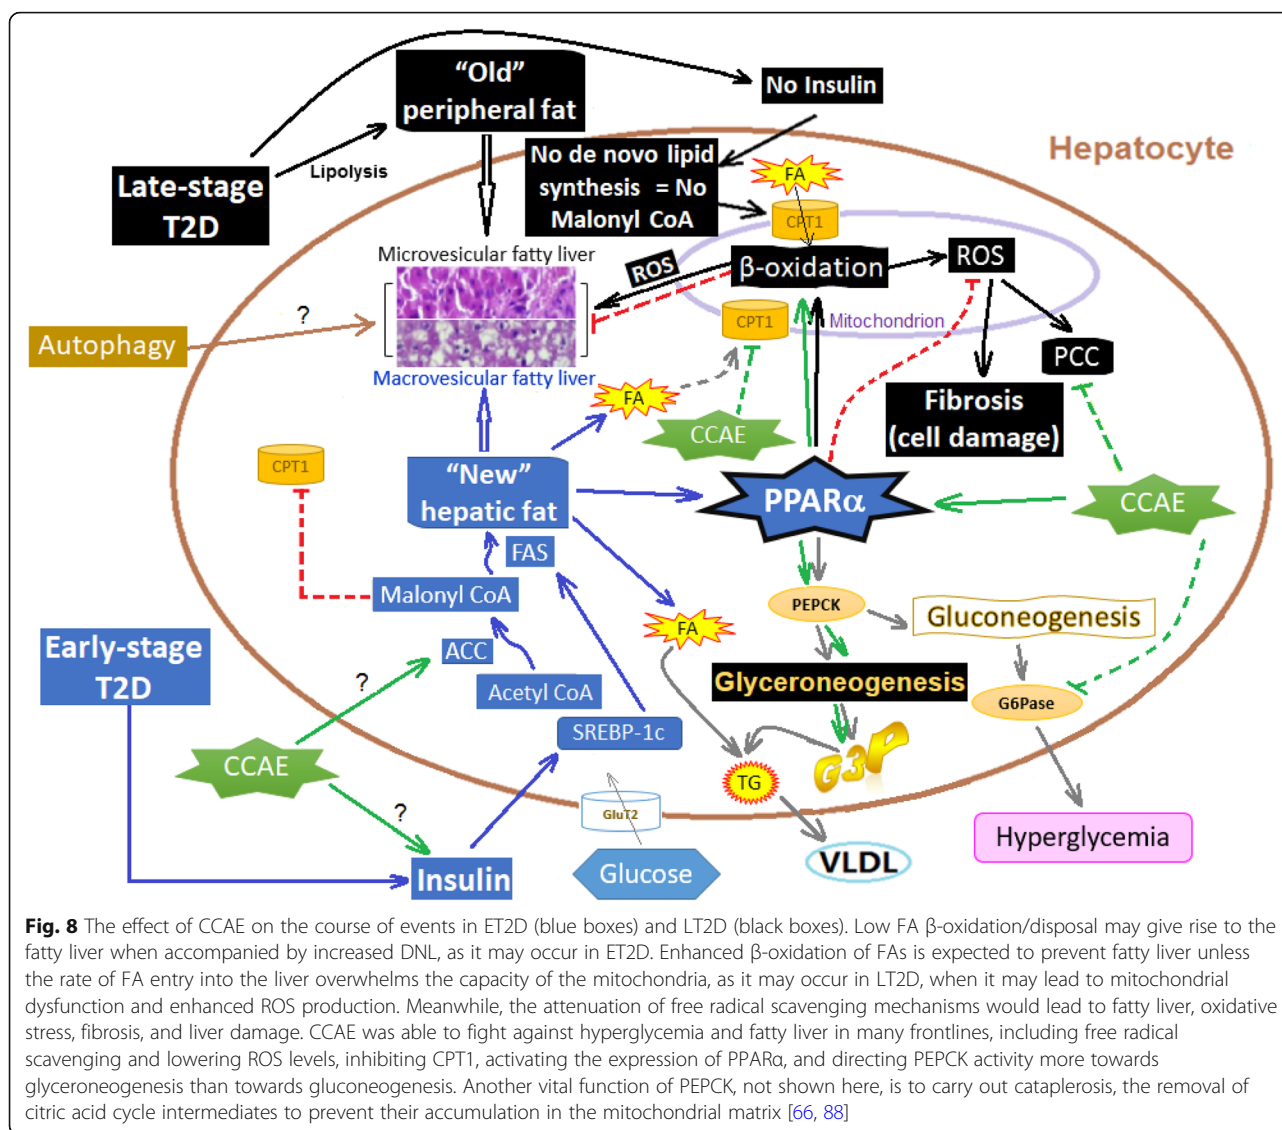 "Old"
peripheral fat
No Insulin
Hepatocyte
Lipolysis
Late-stage
T2D
No de novo lipid
synthesis = No
Malonyl CoA
FA
CPT1
Microvesicular fatty liver
ROS
β-oxidation
ROS
Autophagy
?
CPT1
Mitochondrion
PCC
Macrovesicular fatty liver
FA
CCAE
Fibrosis
(cell damage)
CPT1
"New"
hepatic fat
PPARα
CCAE
FAS
Malonyl CoA
PEPCK
Gluconeogenesis
FA
Early-stage
T2D
ACC
?
Acetyl CoA
Glyceroneogenesis
G6Pase
SREBP-1c
CCAE
G3P
TG
?
GluT2
Hyperglycemia
Insulin
Glucose
VLDL
Fig. 8 The effect of CCAE on the course of events in ET2D (blue boxes) and LT2D (black boxes). Low FA β-oxidation/disposal may give rise to the
fatty liver when accompanied by increased DNL, as it may occur in ET2D. Enhanced β-oxidation of FAs is expected to prevent fatty liver unless
the rate of FA entry into the liver overwhelms the capacity of the mitochondria, as it may occur in LT2D, when it may lead to mitochondrial
dysfunction and enhanced ROS production. Meanwhile, the attenuation of free radical scavenging mechanisms would lead to fatty liver, oxidative
stress, fibrosis, and liver damage. CCAE was able to fight against hyperglycemia and fatty liver in many frontlines, including free radical
scavenging and lowering ROS levels, inhibiting CPT1, activating the expression of PPARα, and directing PEPCK activity more towards
glyceroneogenesis than towards gluconeogenesis. Another vital function of PEPCK, not shown here, is to carry out cataplerosis, the removal of
citric acid cycle intermediates to prevent their accumulation in the mitochondrial matrix [66, 88]